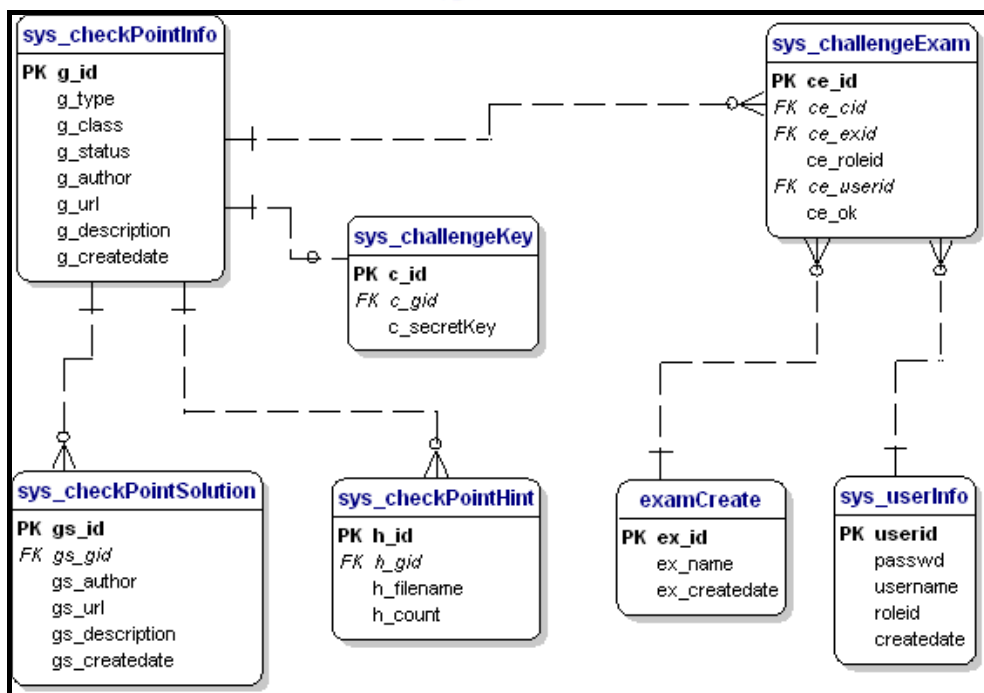 sys_checkPointInfo
PK g_id
g_type
g_class
g_status
g_author
g_url
g_description
g_createdate
sys_challengeExam
PK ce_id
FK ce_cid
FK ce_exid
ce_roleid
FK ce_userid
ce_ok
sys_challengeKey
PK c_id
FK c_gid
c_secretKey
sys_checkPointSolution
PK gs_id
FK gs_gid
gs_author
gs_url
gs_description
gs_createdate
sys_checkPointHint
PK h_id
FK h_gid
h_filename
h_count
examCreate
PK ex_id
ex_name
ex_createdate
sys_userInfo
PK userid
passwd
username
roleid
createdate